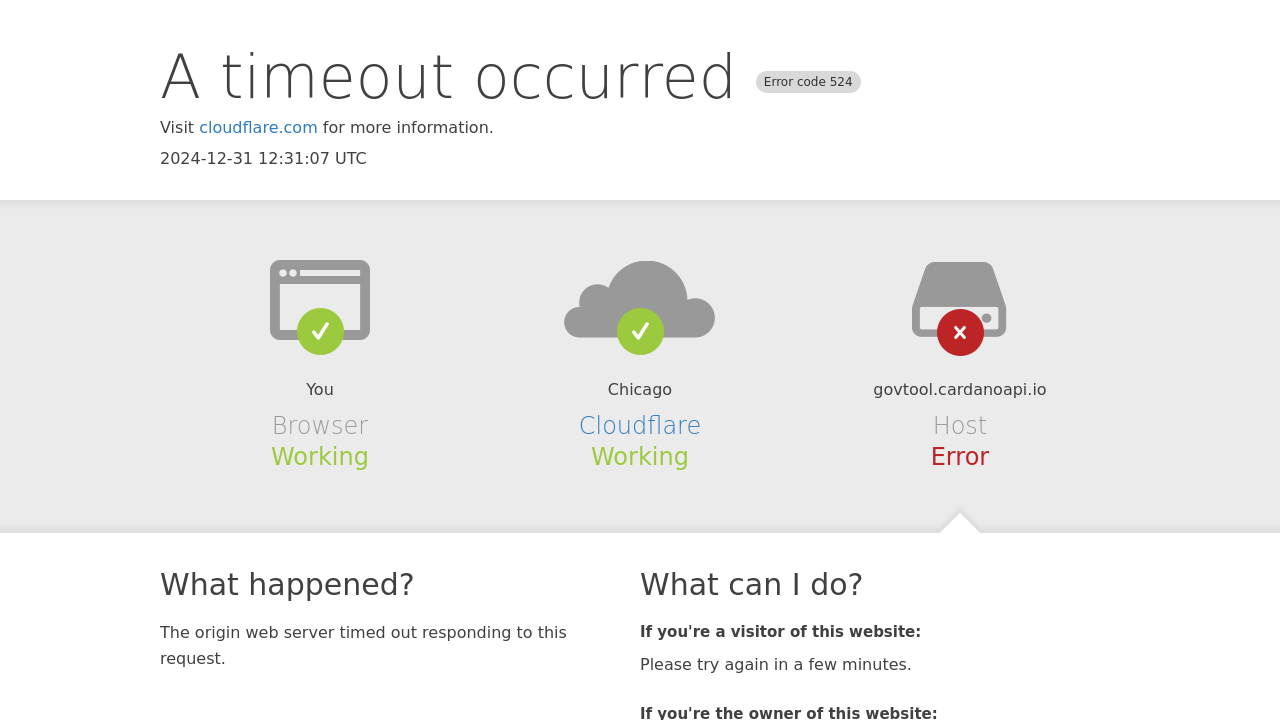 A timeout occurred Error code 524
Visit cloudflare.com for more information.
2024-12-31 12:31:07 UTC
You
Browser
Working
Chicago
Cloudflare
Working
govtool.cardanoapi.io
Host
Error
What happened?
The origin web server timed out responding to this
request.
What can I do?
If you're a visitor of this website:
Please try again in a few minutes.
If you're the owner of this website: